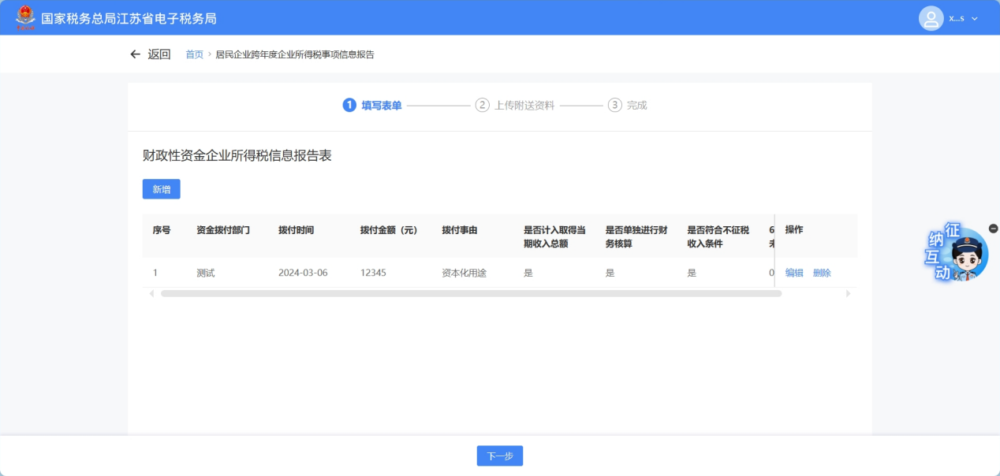 国家税务总局江苏省电子税务局
x...s
返回 首页 > 居民企业跨年度企业所得税事项信息报告
1 填写表单 2 上传附送资料 3 完成
财政性资金企业所得税信息报告表
新增
序号 资金拨付部门 拨付时间 拨付金额（元） 拨付事由 是否计入取得当期收入总额 是否单独进行财务核算 是否符合不征税收入条件 6 操作
1 测试 2024-03-06 12345 资本化用途 是 是 是 0 编辑 删除
征纳互动
下一步